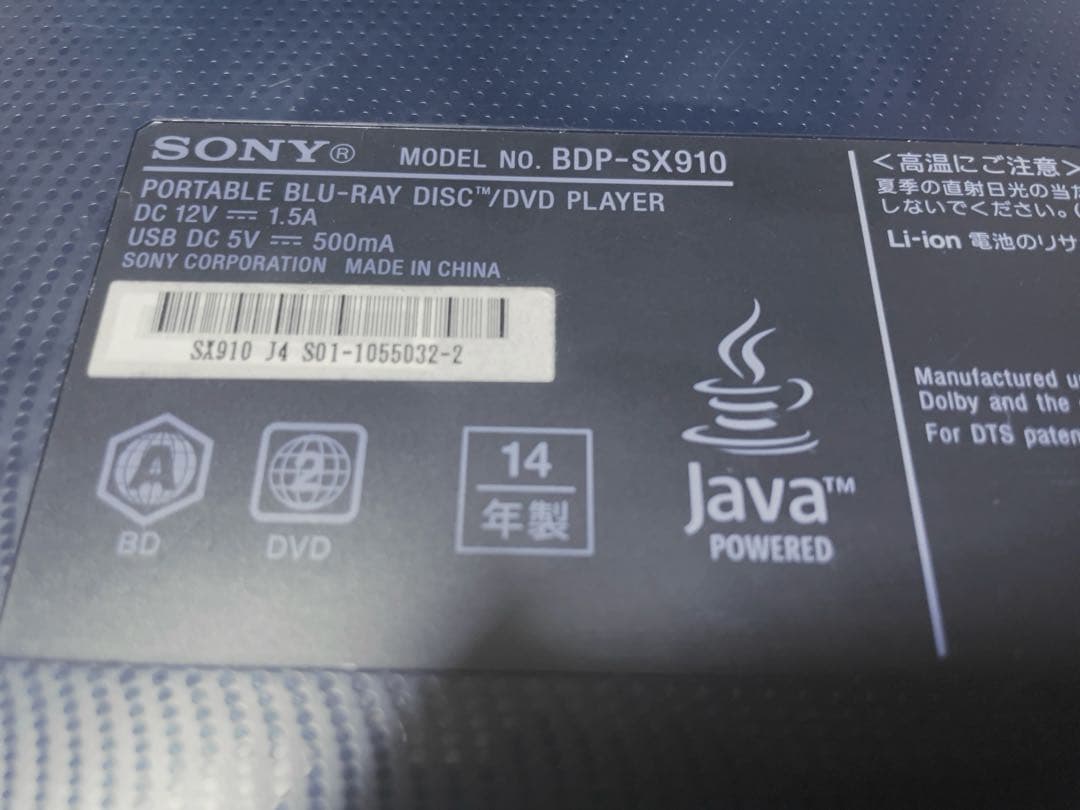 SONY® MODEL NO. BDP-SX910
PORTABLE BLU-RAY DISC™/DVD PLAYER
DC 12V ⎓ 1.5A
USB DC 5V ⎓ 500mA
SONY CORPORATION MADE IN CHINA
SX910 J4 S01-1055032-2
A
BD
2
DVD
14
年製
Java™
POWERED
<高温にご注意>
夏季の直射日光の当た
しないでください。(
Li-ion 電池のリサ
Manufactured u
Dolby and the
For DTS paten